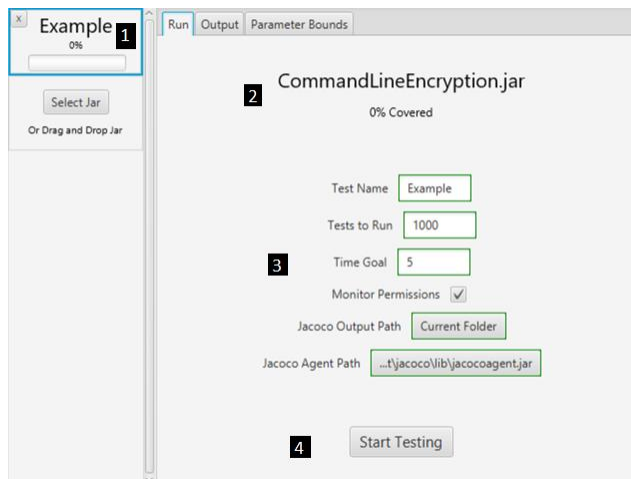 x
Example
1
0%
Select Jar
Or Drag and Drop Jar
Run Output Parameter Bounds
CommandLineEncryption.jar
2
0% Covered
Test Name Example
Tests to Run 1000
3
Time Goal 5
Monitor Permissions
Jacoco Output Path Current Folder
Jacoco Agent Path ...t\jacoco\lib\jacocoagent.jar
4
Start Testing